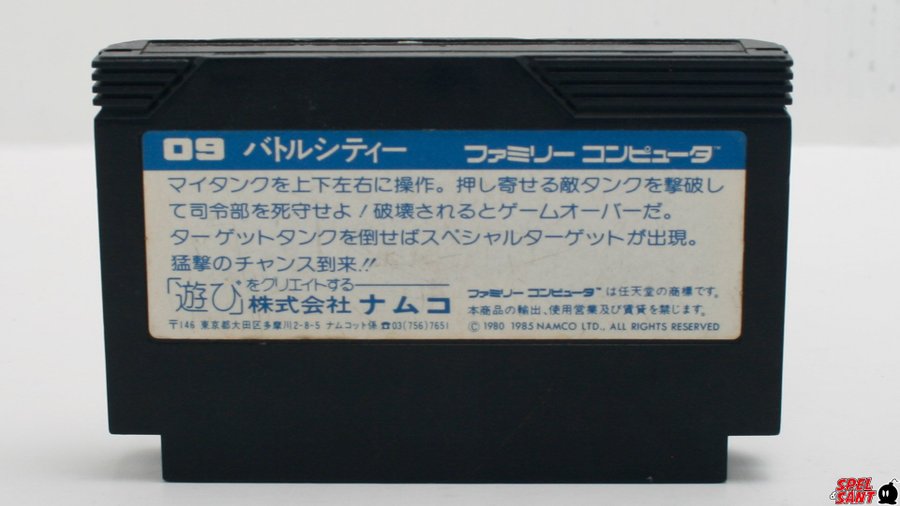 09 バトルシティー ファミリー コンピュータ™
マイタンクを上下左右に操作。押し寄せる敵タンクを撃破し
て司令部を死守せよ!破壊されるとゲームオーバーだ。
ターゲットタンクを倒せばスペシャルターゲットが出現。
猛撃のチャンス到来!!
「遊び」をクリエイトする
株式会社 ナムコ
〒146 東京都大田区多摩川2-8-5 ナムコット係 ☎03(756)7651
ファミリー コンピュータ™は任天堂の商標です。
本商品の輸出、使用営業及び賃貸を禁じます。
© 1980 1985 NAMCO LTD., ALL RIGHTS RESERVED
SPEL
SANT